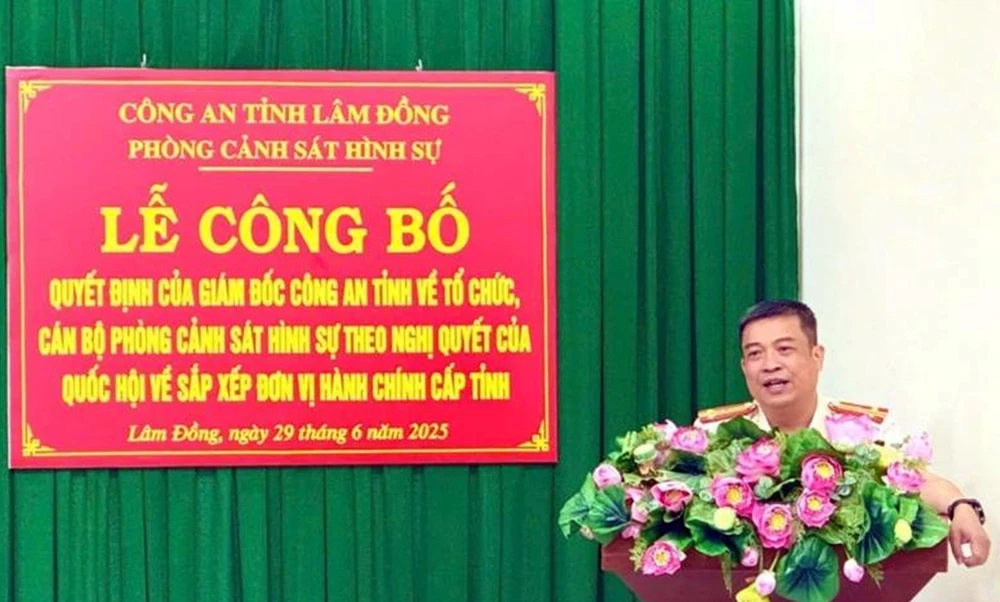 CÔNG AN TỈNH LÂM ĐỒNG
PHÒNG CẢNH SÁT HÌNH SỰ
LỄ CÔNG BỐ
QUYẾT ĐỊNH CỦA GIÁM ĐỐC CÔNG AN TỈNH VỀ TỔ CHỨC,
CÁN BỘ PHÒNG CẢNH SÁT HÌNH SỰ THEO NGHỊ QUYẾT CỦA
QUỐC HỘI VỀ SẮP XẾP ĐƠN VỊ HÀNH CHÍNH CẤP TỈNH
Lâm Đồng, ngày 29 tháng 6 năm 2025